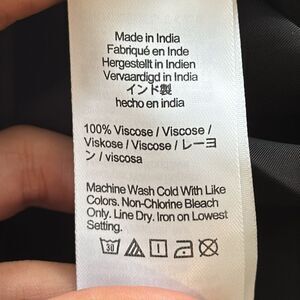 Made in India
Fabriqué en Inde
Hergestellt in Indien
Vervaardigd in India
インド製
hecho en india
100% Viscose / Viscose /
Viskose / Viscose / レーヨ
ン / viscosa
Machine Wash Cold With Like
Colors. Non-Chlorine Bleach
Only. Line Dry. Iron on Lowest
Setting.
30